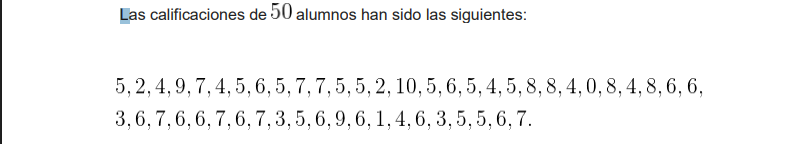 Las calificaciones de 50 alumnos han sido las siguientes:
5, 2, 4, 9, 7, 4, 5, 6, 5, 7, 7, 5, 5, 2, 10, 5, 6, 5, 4, 5, 8, 8, 4, 0, 8, 4, 8, 6, 6,
3, 6, 7, 6, 6, 7, 6, 7, 3, 5, 6, 9, 6, 1, 4, 6, 3, 5, 5, 6, 7.